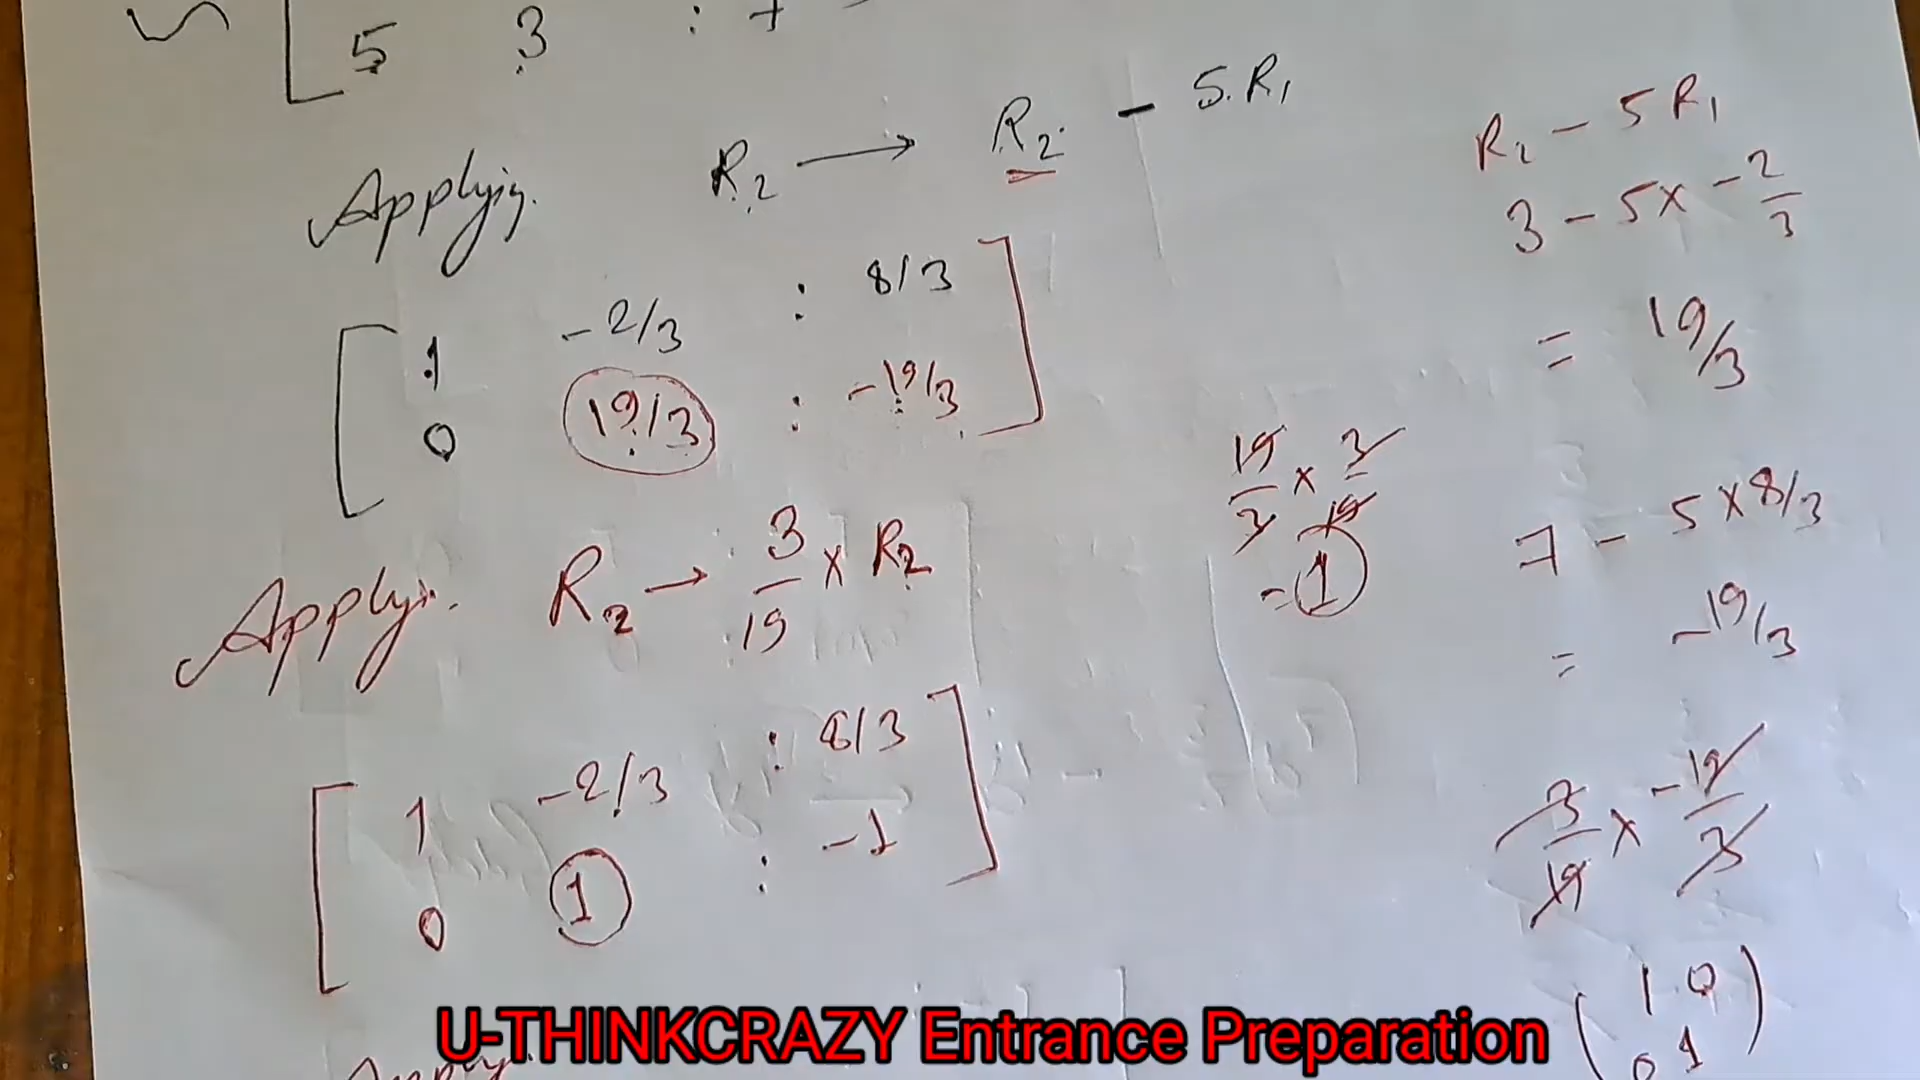 5 3 : 7
Applying. R₂ → R₂ - 5.R₁
[ 1 -2/3 : 8/3 ]
[ 0 19/3 : -19/3 ]
Applyi. R₂ → 3/19 × R₂
[ 1 -2/3 : 8/3 ]
[ 0 1 : -1 ]
R₂ - 5R₁
3 - 5× -2/3
= 19/3
19/3 × 3/19
- 1
7 - 5×8/3
= -19/3
3/19 × -19/3
( 1 0
0 1 )
Apply
U-THINKCRAZY Entrance Preparation